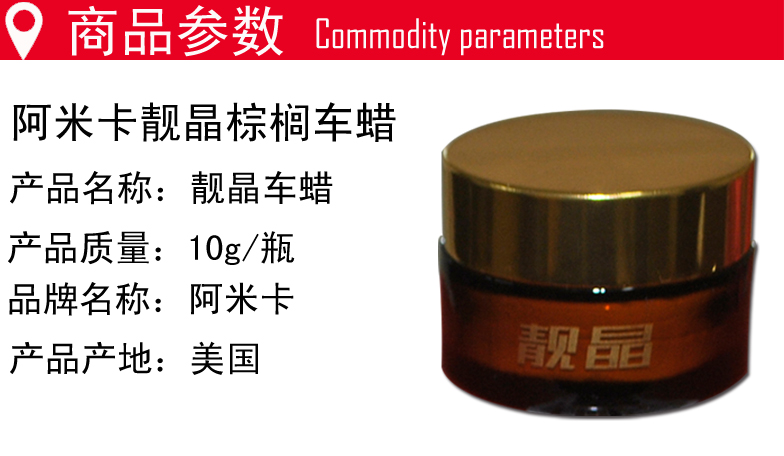 商品参数 Commodity parameters
阿米卡靓晶棕榈车蜡
产品名称：靓晶车蜡
产品质量：10g/瓶
品牌名称：阿米卡
产品产地：美国
靓晶